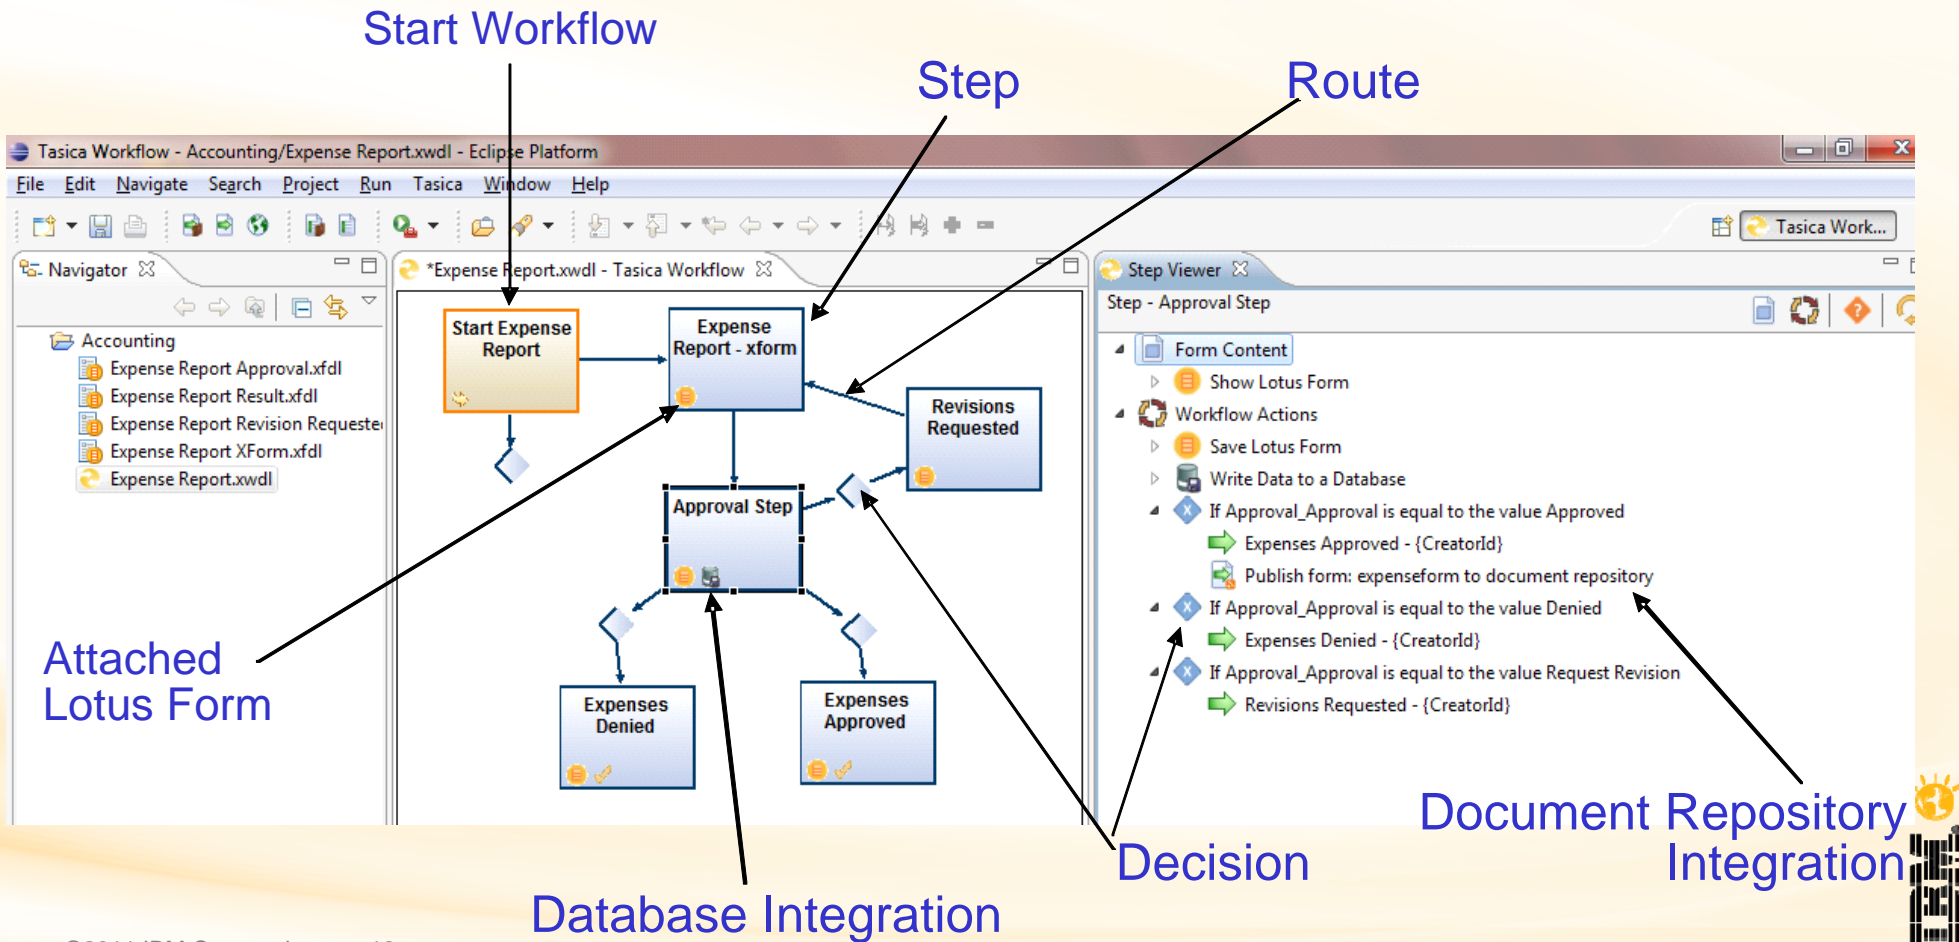 Start Workflow
Step
Route
Tasica Workflow - Accounting/Expense Report.xwdl - Eclipse Platform
File Edit Navigate Search Project Run Tasica Window Help
Tasica Work...
Navigator
*Expense Report.xwdl - Tasica Workflow
Step Viewer
Step - Approval Step
Accounting
Expense Report Approval.xfdl
Expense Report Result.xfdl
Expense Report Revision Requeste
Expense Report XForm.xfdl
Expense Report.xwdl
Start Expense
Report
Expense
Report - xform
Revisions
Requested
Approval Step
Expenses
Denied
Expenses
Approved
Form Content
Show Lotus Form
Workflow Actions
Save Lotus Form
Write Data to a Database
If Approval_Approval is equal to the value Approved
Expenses Approved - {CreatorId}
Publish form: expenseform to document repository
If Approval_Approval is equal to the value Denied
Expenses Denied - {CreatorId}
If Approval_Approval is equal to the value Request Revision
Revisions Requested - {CreatorId}
Attached
Lotus Form
Document Repository
Integration
Decision
Database Integration